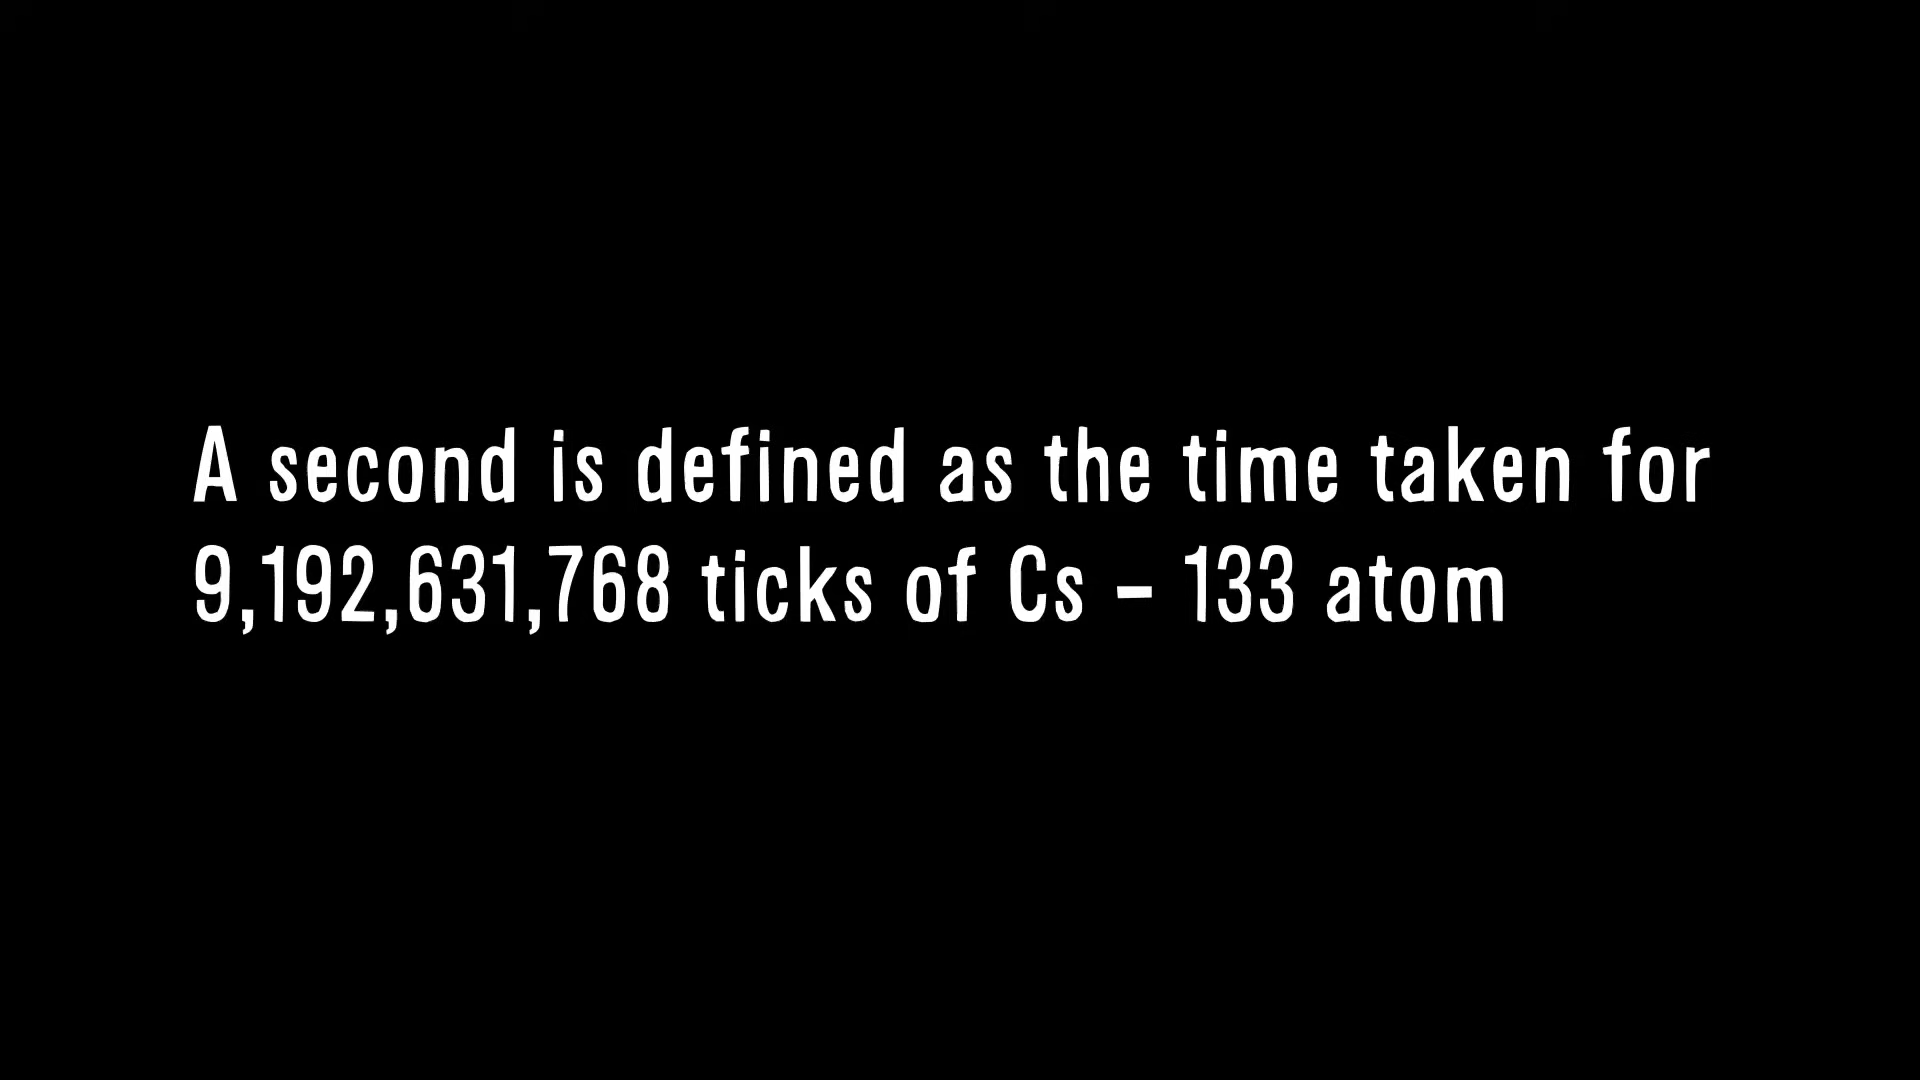 A second is defined as the time taken for
9,192,631,768 ticks of Cs – 133 atom